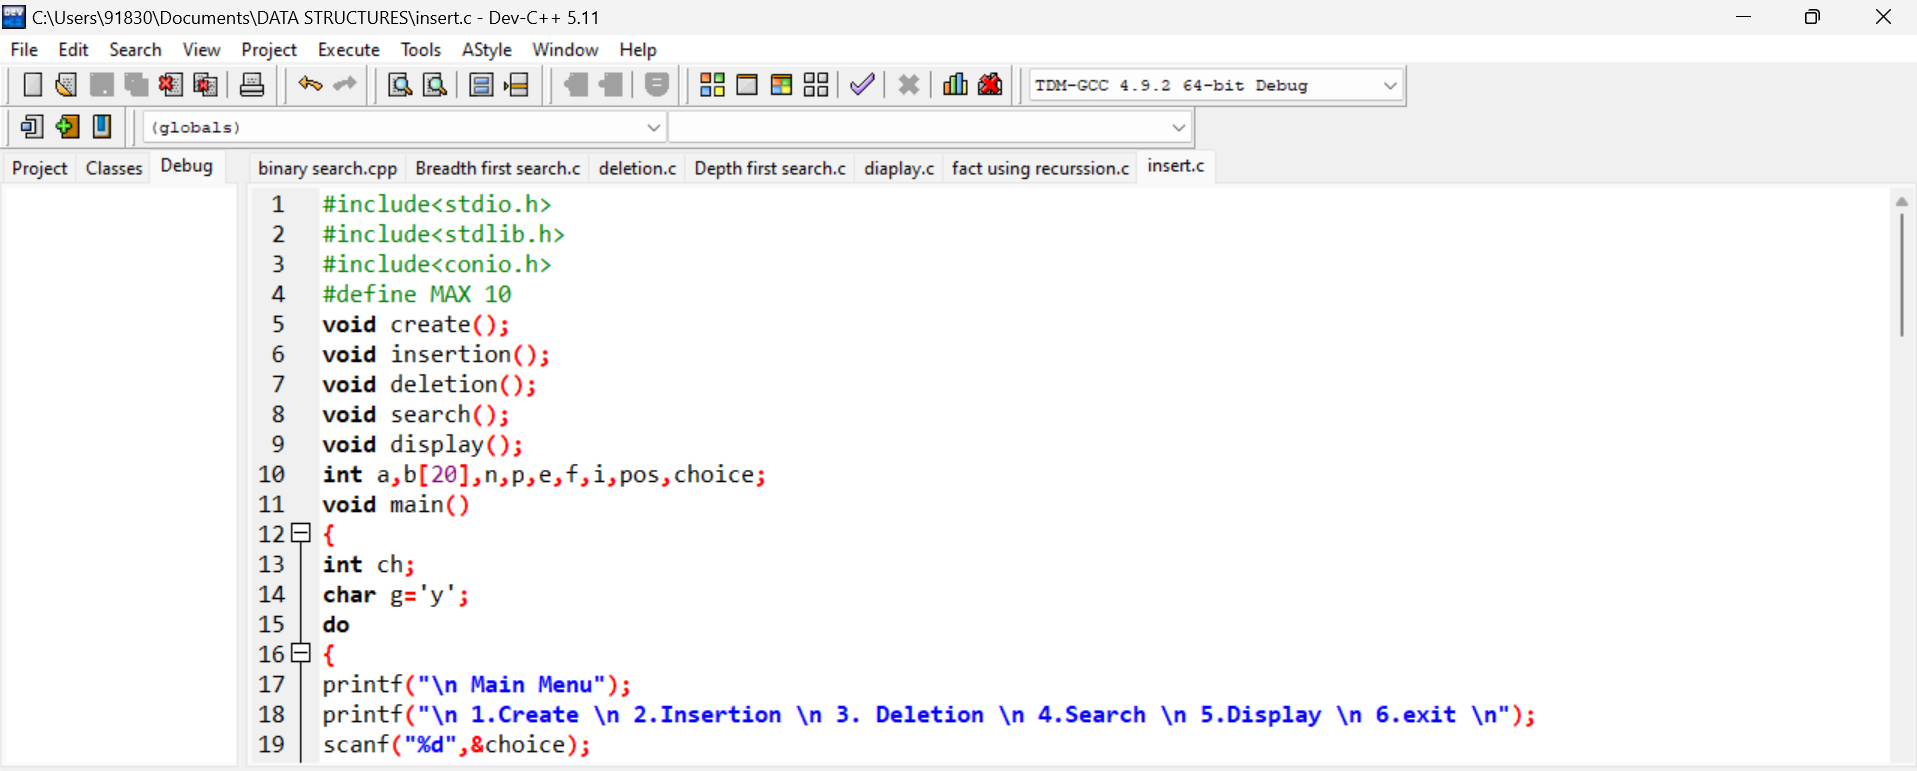 C:\Users\91830\Documents\DATA STRUCTURES\insert.c - Dev-C++ 5.11
File Edit Search View Project Execute Tools AStyle Window Help
TDM-GCC 4.9.2 64-bit Debug
(globals)
Project Classes Debug binary search.cpp Breadth first search.c deletion.c Depth first search.c diaplay.c fact using recurssion.c insert.c
1 #include<stdio.h>
2 #include<stdlib.h>
3 #include<conio.h>
4 #define MAX 10
5 void create();
6 void insertion();
7 void deletion();
8 void search();
9 void display();
10 int a,b[20],n,p,e,f,i,pos,choice;
11 void main()
12 {
13 int ch;
14 char g='y';
15 do
16 {
17 printf("\n Main Menu");
18 printf("\n 1.Create \n 2.Insertion \n 3. Deletion \n 4.Search \n 5.Display \n 6.exit \n");
19 scanf("%d",&choice);